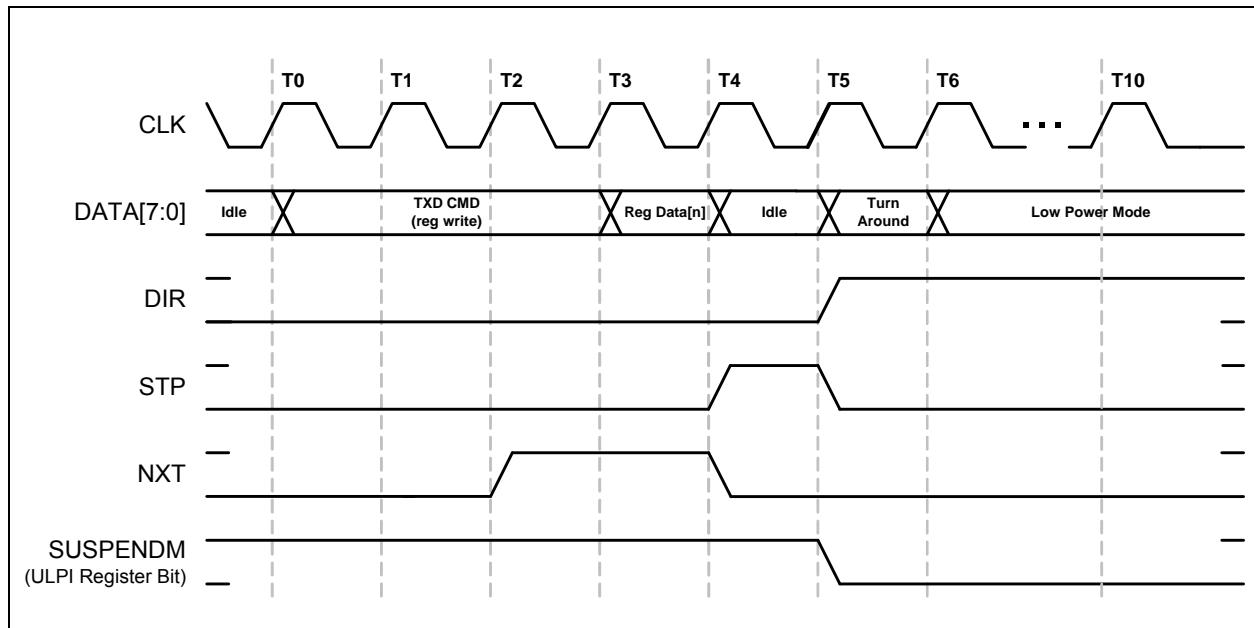 T0 T1 T2 T3 T4 T5 T6 T10
CLK
...
DATA[7:0]
Idle
TXD CMD
(reg write)
Reg Data[n]
Idle
Turn
Around
Low Power Mode
DIR
STP
NXT
SUSPENDM
(ULPI Register Bit)